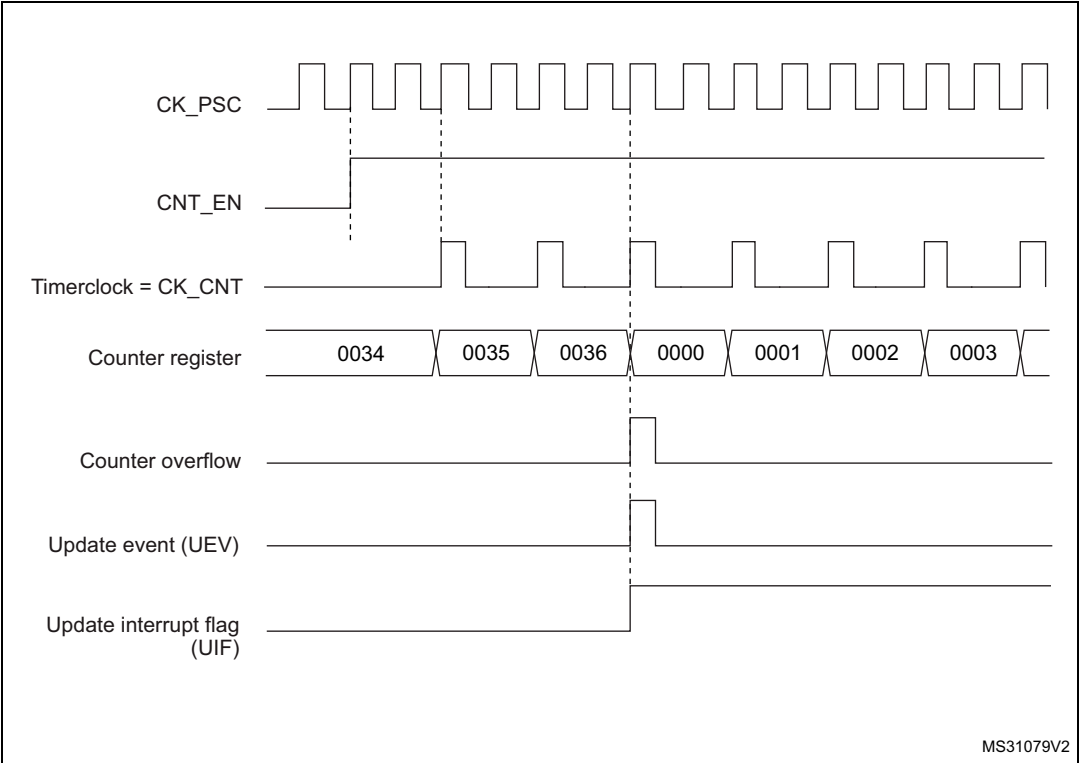 CK_PSC
CNT_EN
Timerclock = CK_CNT
Counter register
0034 0035 0036 0000 0001 0002 0003
Counter overflow
Update event (UEV)
Update interrupt flag
(UIF)
MS31079V2